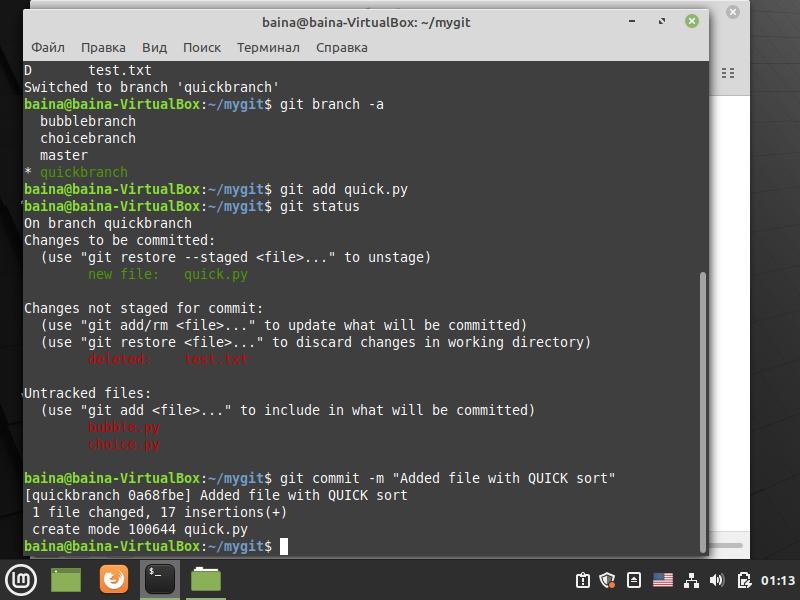 baina@baina-VirtualBox: ~/mygit
Файл Правка Вид Поиск Терминал Справка
D       test.txt
Switched to branch 'quickbranch'
baina@baina-VirtualBox:~/mygit$ git branch -a
  bubblebranch
  choicebranch
  master
* quickbranch
baina@baina-VirtualBox:~/mygit$ git add quick.py
baina@baina-VirtualBox:~/mygit$ git status
On branch quickbranch
Changes to be committed:
  (use "git restore --staged <file>..." to unstage)
        new file:   quick.py
Changes not staged for commit:
  (use "git add/rm <file>..." to update what will be committed)
  (use "git restore <file>..." to discard changes in working directory)
        deleted:    test.txt
Untracked files:
  (use "git add <file>..." to include in what will be committed)
        bubble.py
        choice.py
baina@baina-VirtualBox:~/mygit$ git commit -m "Added file with QUICK sort"
[quickbranch 0a68fbe] Added file with QUICK sort
 1 file changed, 17 insertions(+)
 create mode 100644 quick.py
baina@baina-VirtualBox:~/mygit$
01:13